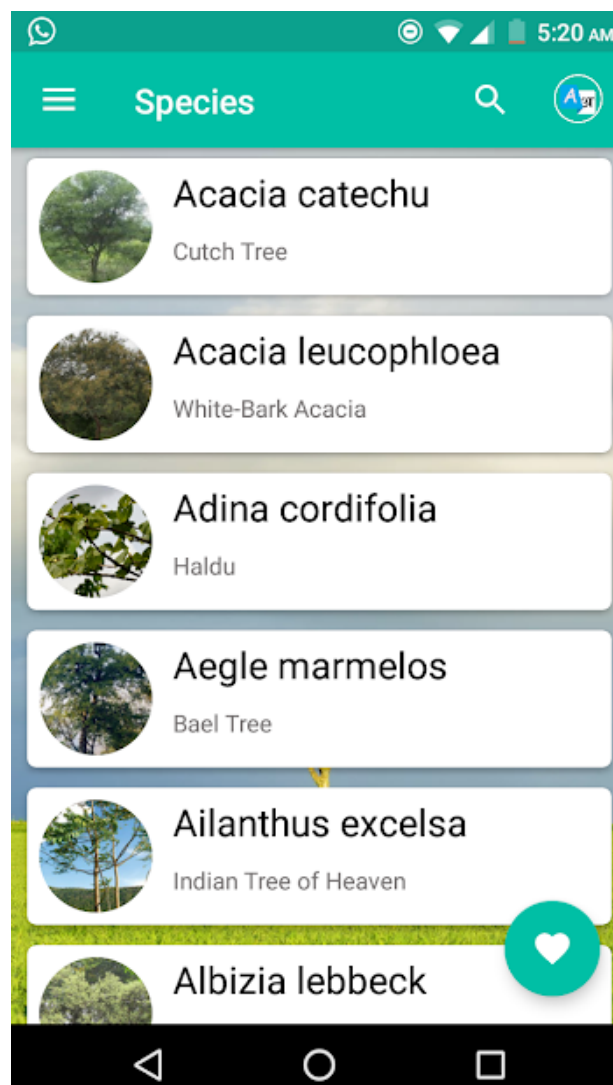 5:20 AM
Species
A अ
Acacia catechu
Cutch Tree
Acacia leucophloea
White-Bark Acacia
Adina cordifolia
Haldu
Aegle marmelos
Bael Tree
Ailanthus excelsa
Indian Tree of Heaven
Albizia lebbeck